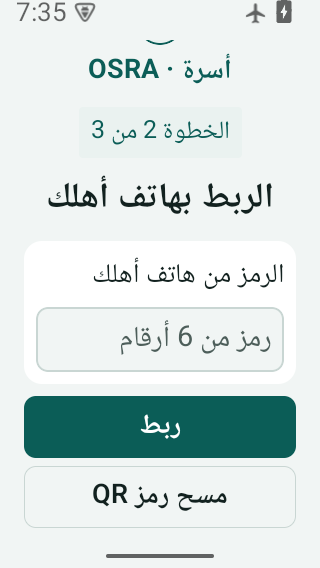 7:35
أسرة · OSRA
الخطوة 2 من 3
الربط بهاتف أهلك
الرمز من هاتف أهلك
رمز من 6 أرقام
ربط
مسح رمز QR